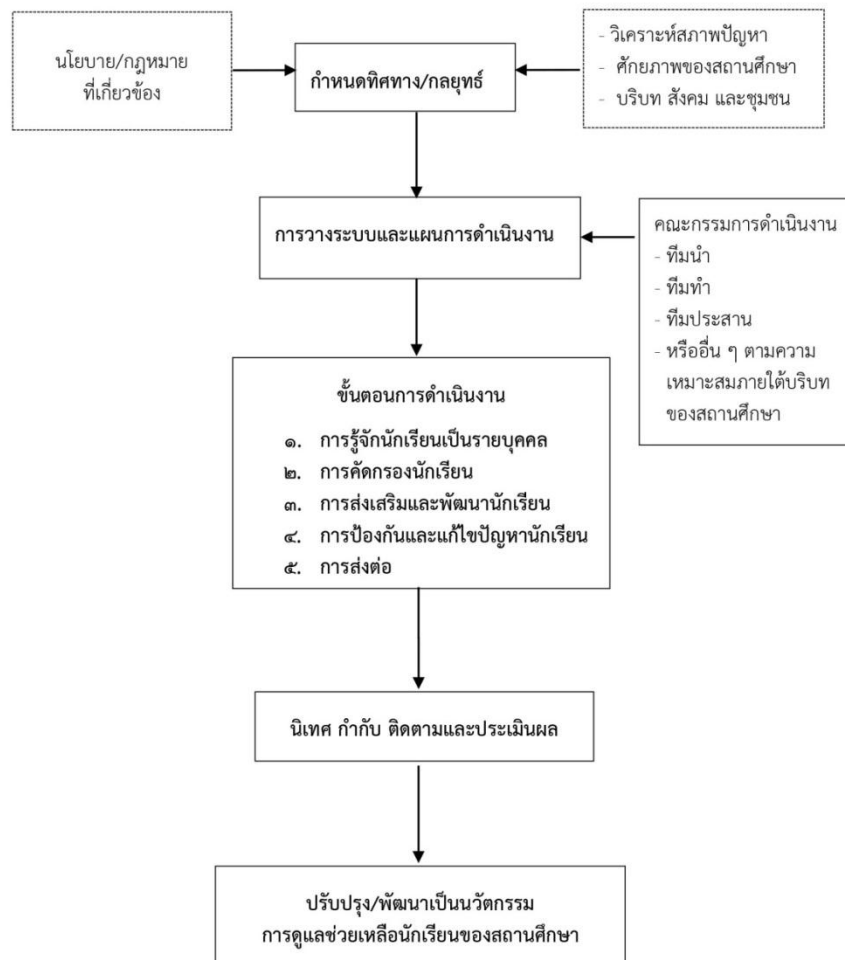 นโยบาย/กฎหมาย
ที่เกี่ยวข้อง
กำหนดทิศทาง/กลยุทธ์
- วิเคราะห์สภาพปัญหา
- ศักยภาพของสถานศึกษา
- บริบท สังคม และชุมชน
การวางระบบและแผนการดำเนินงาน
คณะกรรมการดำเนินงาน
- ทีมนำ
- ทีมทำ
- ทีมประสาน
- หรืออื่น ๆ ตามความ
เหมาะสมภายใต้บริบท
ของสถานศึกษา
ขั้นตอนการดำเนินงาน
๑. การรู้จักนักเรียนเป็นรายบุคคล
๒. การคัดกรองนักเรียน
๓. การส่งเสริมและพัฒนานักเรียน
๔. การป้องกันและแก้ไขปัญหานักเรียน
๕. การส่งต่อ
นิเทศ กำกับ ติดตามและประเมินผล
ปรับปรุง/พัฒนาเป็นนวัตกรรม
การดูแลช่วยเหลือนักเรียนของสถานศึกษา